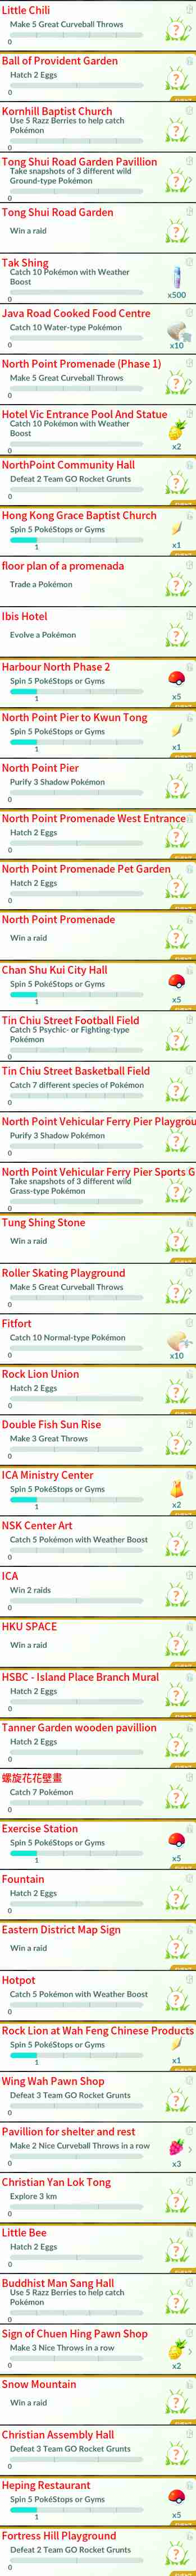 Little Chili
Make 5 Great Curveball Throws
0
Ball of Provident Garden
Hatch 2 Eggs
0
Kornhill Baptist Church
Use 5 Razz Berries to help catch
Pokémon
0
Tong Shui Road Garden Pavillion
Take snapshots of 3 different wild
Ground-type Pokémon
0
Tong Shui Road Garden
Win a raid
Tak Shing
Catch 10 Pokémon with Weather
Boost
x500
0
Java Road Cooked Food Centre
Catch 10 Water-type Pokémon
x10
0
North Point Promenade (Phase 1)
Make 5 Great Curveball Throws
0
Hotel Vic Entrance Pool And Statue
Catch 10 Pokémon with Weather
Boost
x2
0
NorthPoint Community Hall
Defeat 2 Team GO Rocket Grunts
0
Hong Kong Grace Baptist Church
Spin 5 PokéStops or Gyms
x1
1
floor plan of a promenada
Trade a Pokémon
Ibis Hotel
Evolve a Pokémon
Harbour North Phase 2
Spin 5 PokéStops or Gyms
x5
1
North Point Pier to Kwun Tong
Spin 5 PokéStops or Gyms
x1
1
North Point Pier
Purify 3 Shadow Pokémon
0
North Point Promenade West Entrance
Hatch 2 Eggs
0
North Point Promenade Pet Garden
Hatch 2 Eggs
0
North Point Promenade
Win a raid
Chan Shu Kui City Hall
Spin 5 PokéStops or Gyms
x5
1
Tin Chiu Street Football Field
Catch 5 Psychic- or Fighting-type
Pokémon
0
Tin Chiu Street Basketball Field
Catch 7 different species of Pokémon
0
North Point Vehicular Ferry Pier Playgrou
Purify 3 Shadow Pokémon
0
North Point Vehicular Ferry Pier Sports G
Take snapshots of 3 different wild
Grass-type Pokémon
0
Tung Shing Stone
Win a raid
Roller Skating Playground
Make 5 Great Curveball Throws
0
Fitfort
Catch 10 Normal-type Pokémon
x10
0
Rock Lion Union
Hatch 2 Eggs
0
Double Fish Sun Rise
Make 3 Great Throws
0
ICA Ministry Center
Spin 5 PokéStops or Gyms
x2
1
NSK Center Art
Catch 5 Pokémon with Weather Boost
0
ICA
Win 2 raids
0
HKU SPACE
Win a raid
HSBC - Island Place Branch Mural
Hatch 2 Eggs
0
Tanner Garden wooden pavillion
Hatch 2 Eggs
0
螺旋花花壁畫
Catch 7 Pokémon
0
Exercise Station
Spin 5 PokéStops or Gyms
x5
1
Fountain
Hatch 2 Eggs
0
Eastern District Map Sign
Win a raid
Hotpot
Catch 5 Pokémon with Weather Boost
0
Rock Lion at Wah Feng Chinese Products
Spin 5 PokéStops or Gyms
x1
1
Wing Wah Pawn Shop
Defeat 3 Team GO Rocket Grunts
0
Pavillion for shelter and rest
Make 2 Nice Curveball Throws in a row
x3
0
Christian Yan Lok Tong
Explore 3 km
0
Little Bee
Hatch 2 Eggs
0
Buddhist Man Sang Hall
Use 5 Razz Berries to help catch
Pokémon
0
Sign of Chuen Hing Pawn Shop
Make 3 Nice Throws in a row
x2
0
Snow Mountain
Win a raid
Christian Assembly Hall
Defeat 3 Team GO Rocket Grunts
0
Heping Restaurant
Spin 5 PokéStops or Gyms
x5
1
Fortress Hill Playground
Defeat 2 Team GO Rocket Grunts
0